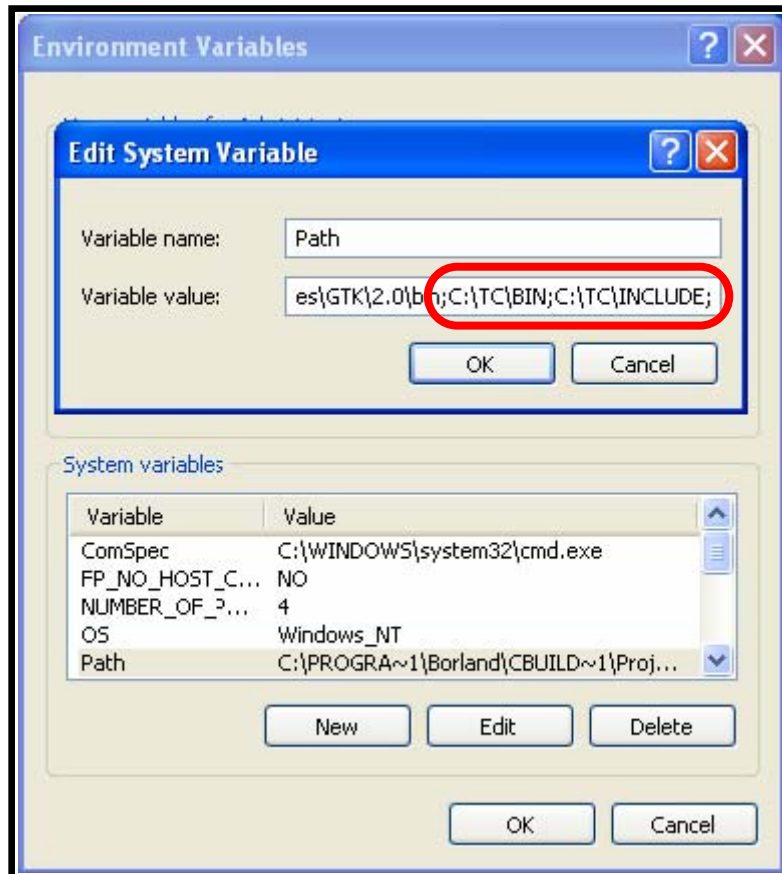 Environment Variables
Edit System Variable
Variable name:
Path
Variable value:
es\GTK\2.0\bin;C:\TC\BIN;C:\TC\INCLUDE;
OK
Cancel
System variables
Variable Value
ComSpec C:\WINDOWS\system32\cmd.exe
FP_NO_HOST_C... NO
NUMBER_OF_P... 4
OS Windows_NT
Path C:\PROGRA~1\Borland\CBUILD~1\Proj...
New Edit Delete
OK Cancel